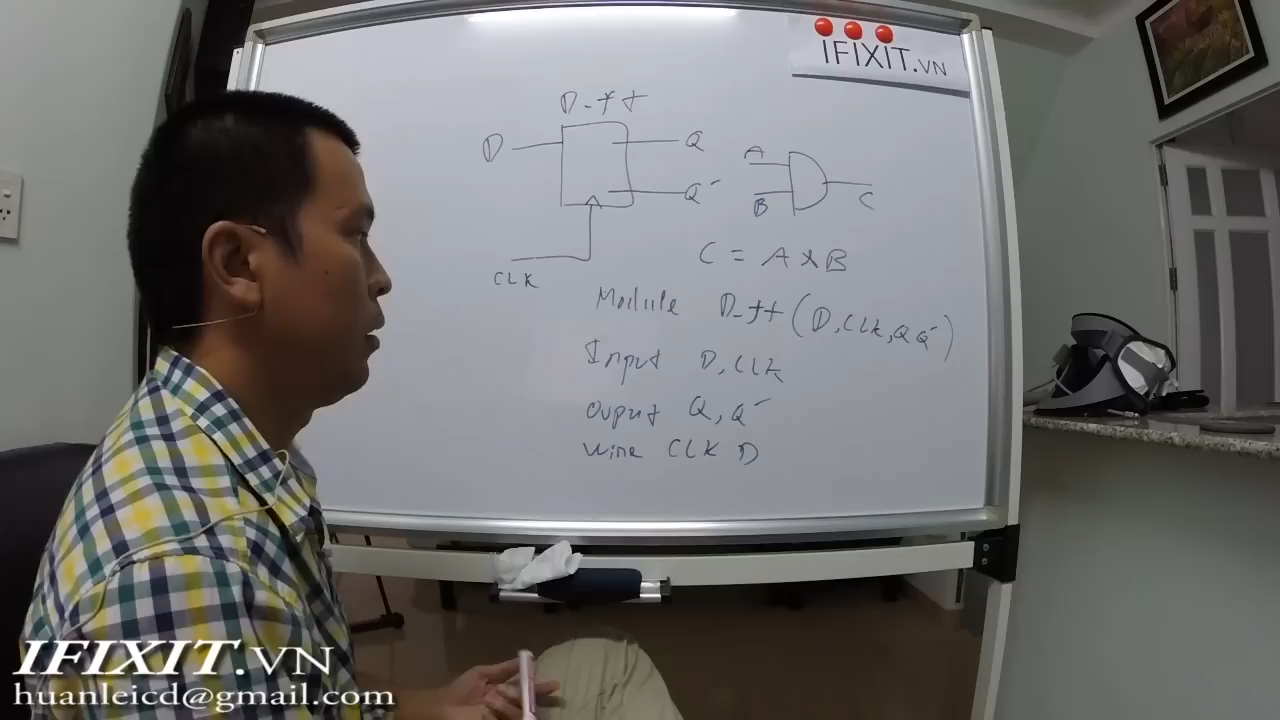 IFIXIT.VN
D-ff
D Q
Q'
CLK
A
B C
C = A x B
Module D-ff (D, CLK, Q Q')
Input D, CLK
Ouput Q, Q'
Wire CLK D
IFIXIT.VN
huanleicd@gmail.com